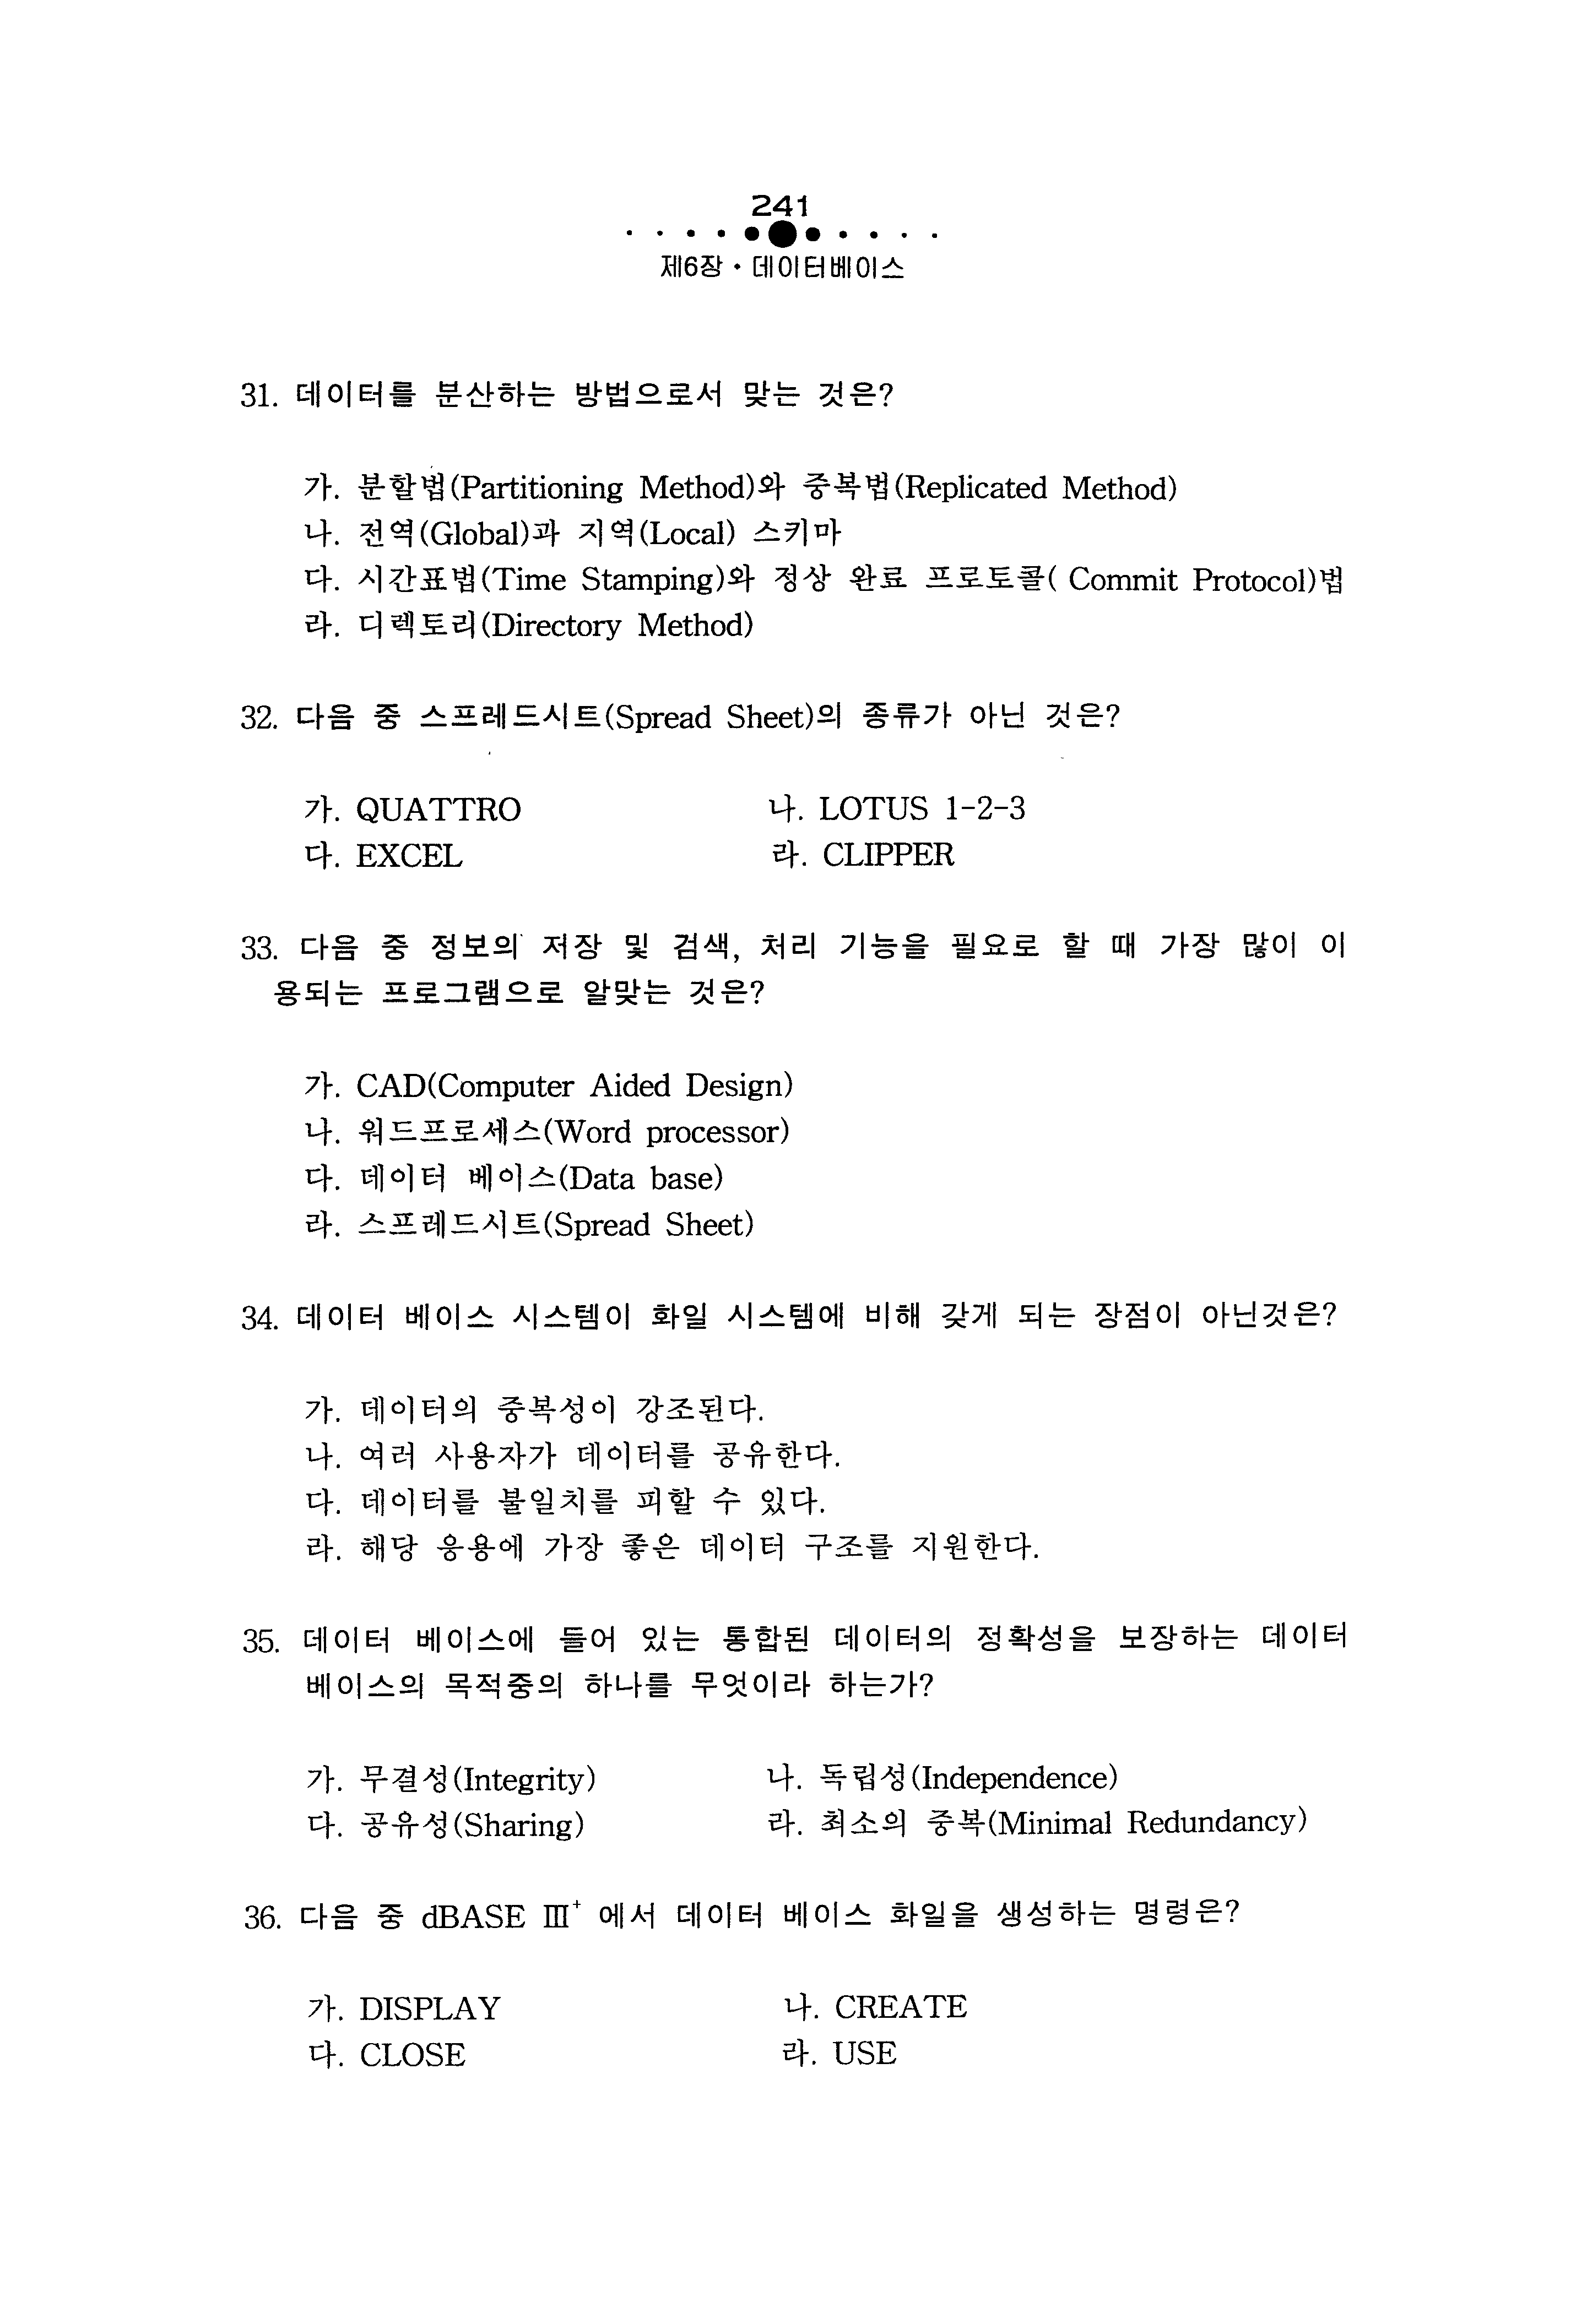 241
제6장 • 데이터베이스
31. 데이터를 분산하는 방법으로서 맞는 것은?
가. 분할법(Partitioning Method)와 중복법(Replicated Method)
나. 전역(Global)과 지역(Local) 스키마
다. 시간표법(Time Stamping)와 정상 완료 프로토콜( Commit Protocol)법
라. 디렉토리(Directory Method)
32. 다음 중 스프레드시트(Spread Sheet)의 종류가 아닌 것은?
가. QUATTRO 나. LOTUS 1-2-3
다. EXCEL 라. CLIPPER
33. 다음 중 정보의 저장 및 검색, 처리 기능을 필요로 할 때 가장 많이 이
용되는 프로그램으로 알맞는 것은?
가. CAD(Computer Aided Design)
나. 워드프로세스(Word processor)
다. 데이터 베이스(Data base)
라. 스프레드시트(Spread Sheet)
34. 데이터 베이스 시스템이 화일 시스템에 비해 갖게 되는 장점이 아닌것은?
가. 데이터의 중복성이 강조된다.
나. 여러 사용자가 데이터를 공유한다.
다. 데이터를 불일치를 피할 수 있다.
라. 해당 응용에 가장 좋은 데이터 구조를 지원한다.
35. 데이터 베이스에 들어 있는 통합된 데이터의 정확성을 보장하는 데이터
베이스의 목적중의 하나를 무엇이라 하는가?
가. 무결성(Integrity) 나. 독립성(Independence)
다. 공유성(Sharing) 라. 최소의 중복(Minimal Redundancy)
36. 다음 중 dBASE Ⅲ⁺ 에서 데이터 베이스 화일을 생성하는 명령은?
가. DISPLAY 나. CREATE
다. CLOSE 라. USE